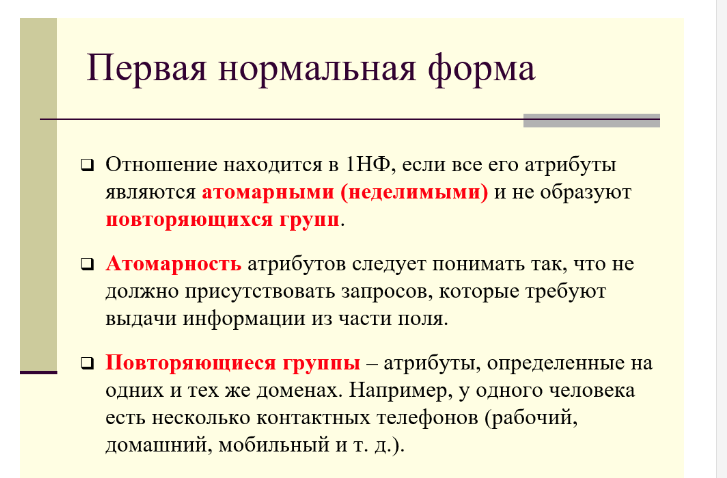 Первая нормальная форма
Отношение находится в 1НФ, если все его атрибуты
являются атомарными (неделимыми) и не образуют
повторяющихся групп.
Атомарность атрибутов следует понимать так, что не
должно присутствовать запросов, которые требуют
выдачи информации из части поля.
Повторяющиеся группы – атрибуты, определенные на
одних и тех же доменах. Например, у одного человека
есть несколько контактных телефонов (рабочий,
домашний, мобильный и т. д.).